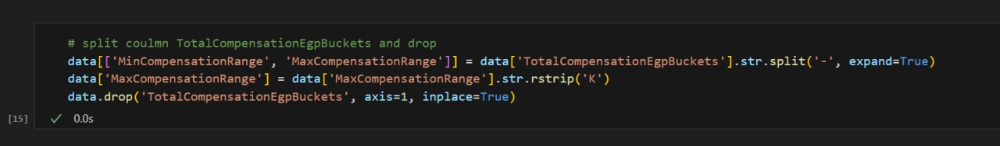 # split coulmn TotalCompensationEgpBuckets and drop
data[['MinCompensationRange', 'MaxCompensationRange']] = data['TotalCompensationEgpBuckets'].str.split('-', expand=True)
data['MaxCompensationRange'] = data['MaxCompensationRange'].str.rstrip('K')
data.drop('TotalCompensationEgpBuckets', axis=1, inplace=True)
[15] ✓ 0.0s